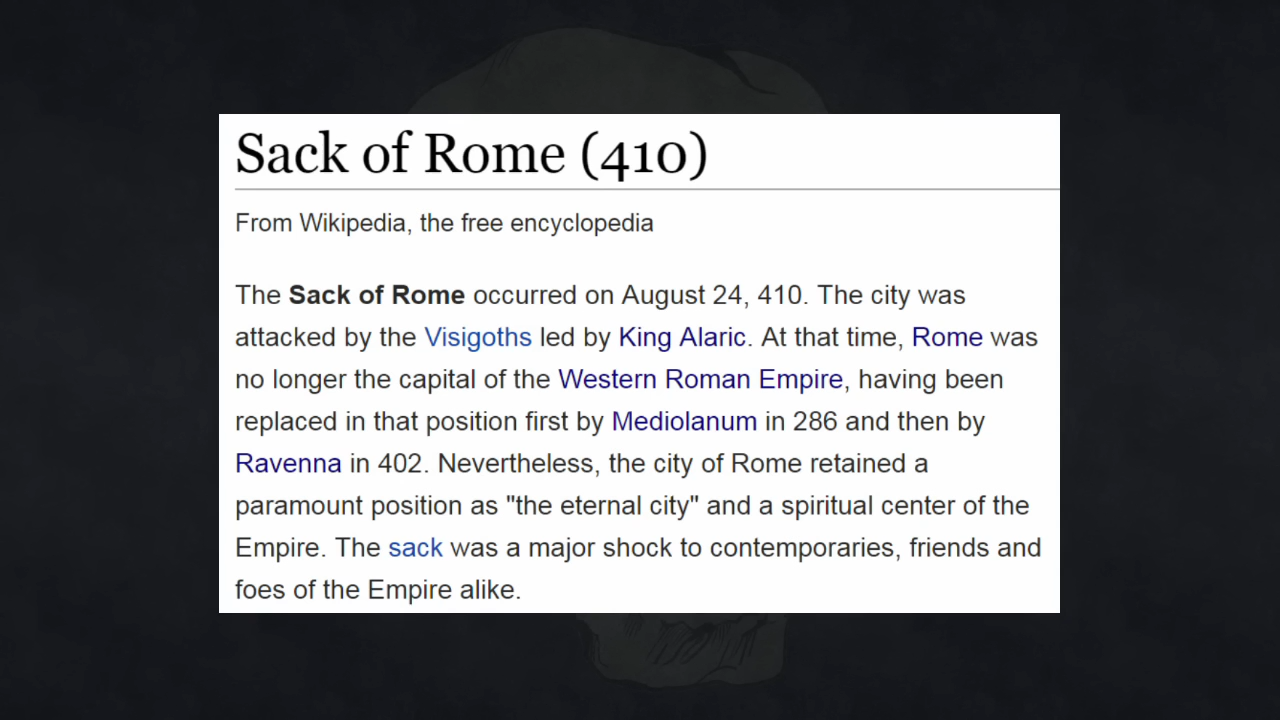 Sack of Rome (410)
From Wikipedia, the free encyclopedia
The Sack of Rome occurred on August 24, 410. The city was
attacked by the Visigoths led by King Alaric. At that time, Rome was
no longer the capital of the Western Roman Empire, having been
replaced in that position first by Mediolanum in 286 and then by
Ravenna in 402. Nevertheless, the city of Rome retained a
paramount position as "the eternal city" and a spiritual center of the
Empire. The sack was a major shock to contemporaries, friends and
foes of the Empire alike.